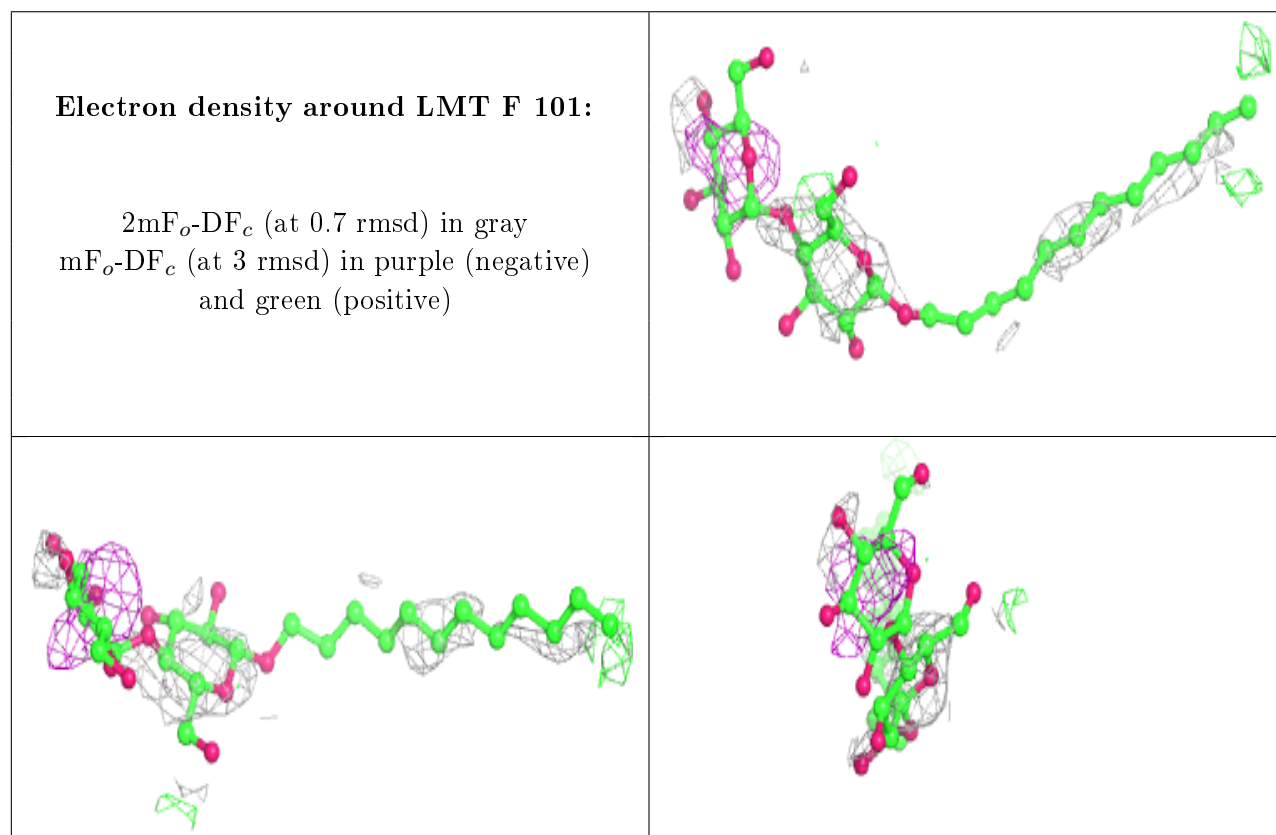 Electron density around LMT F 101:
2mFₒ-DF𝒸 (at 0.7 rmsd) in gray
mFₒ-DF𝒸 (at 3 rmsd) in purple (negative)
and green (positive)